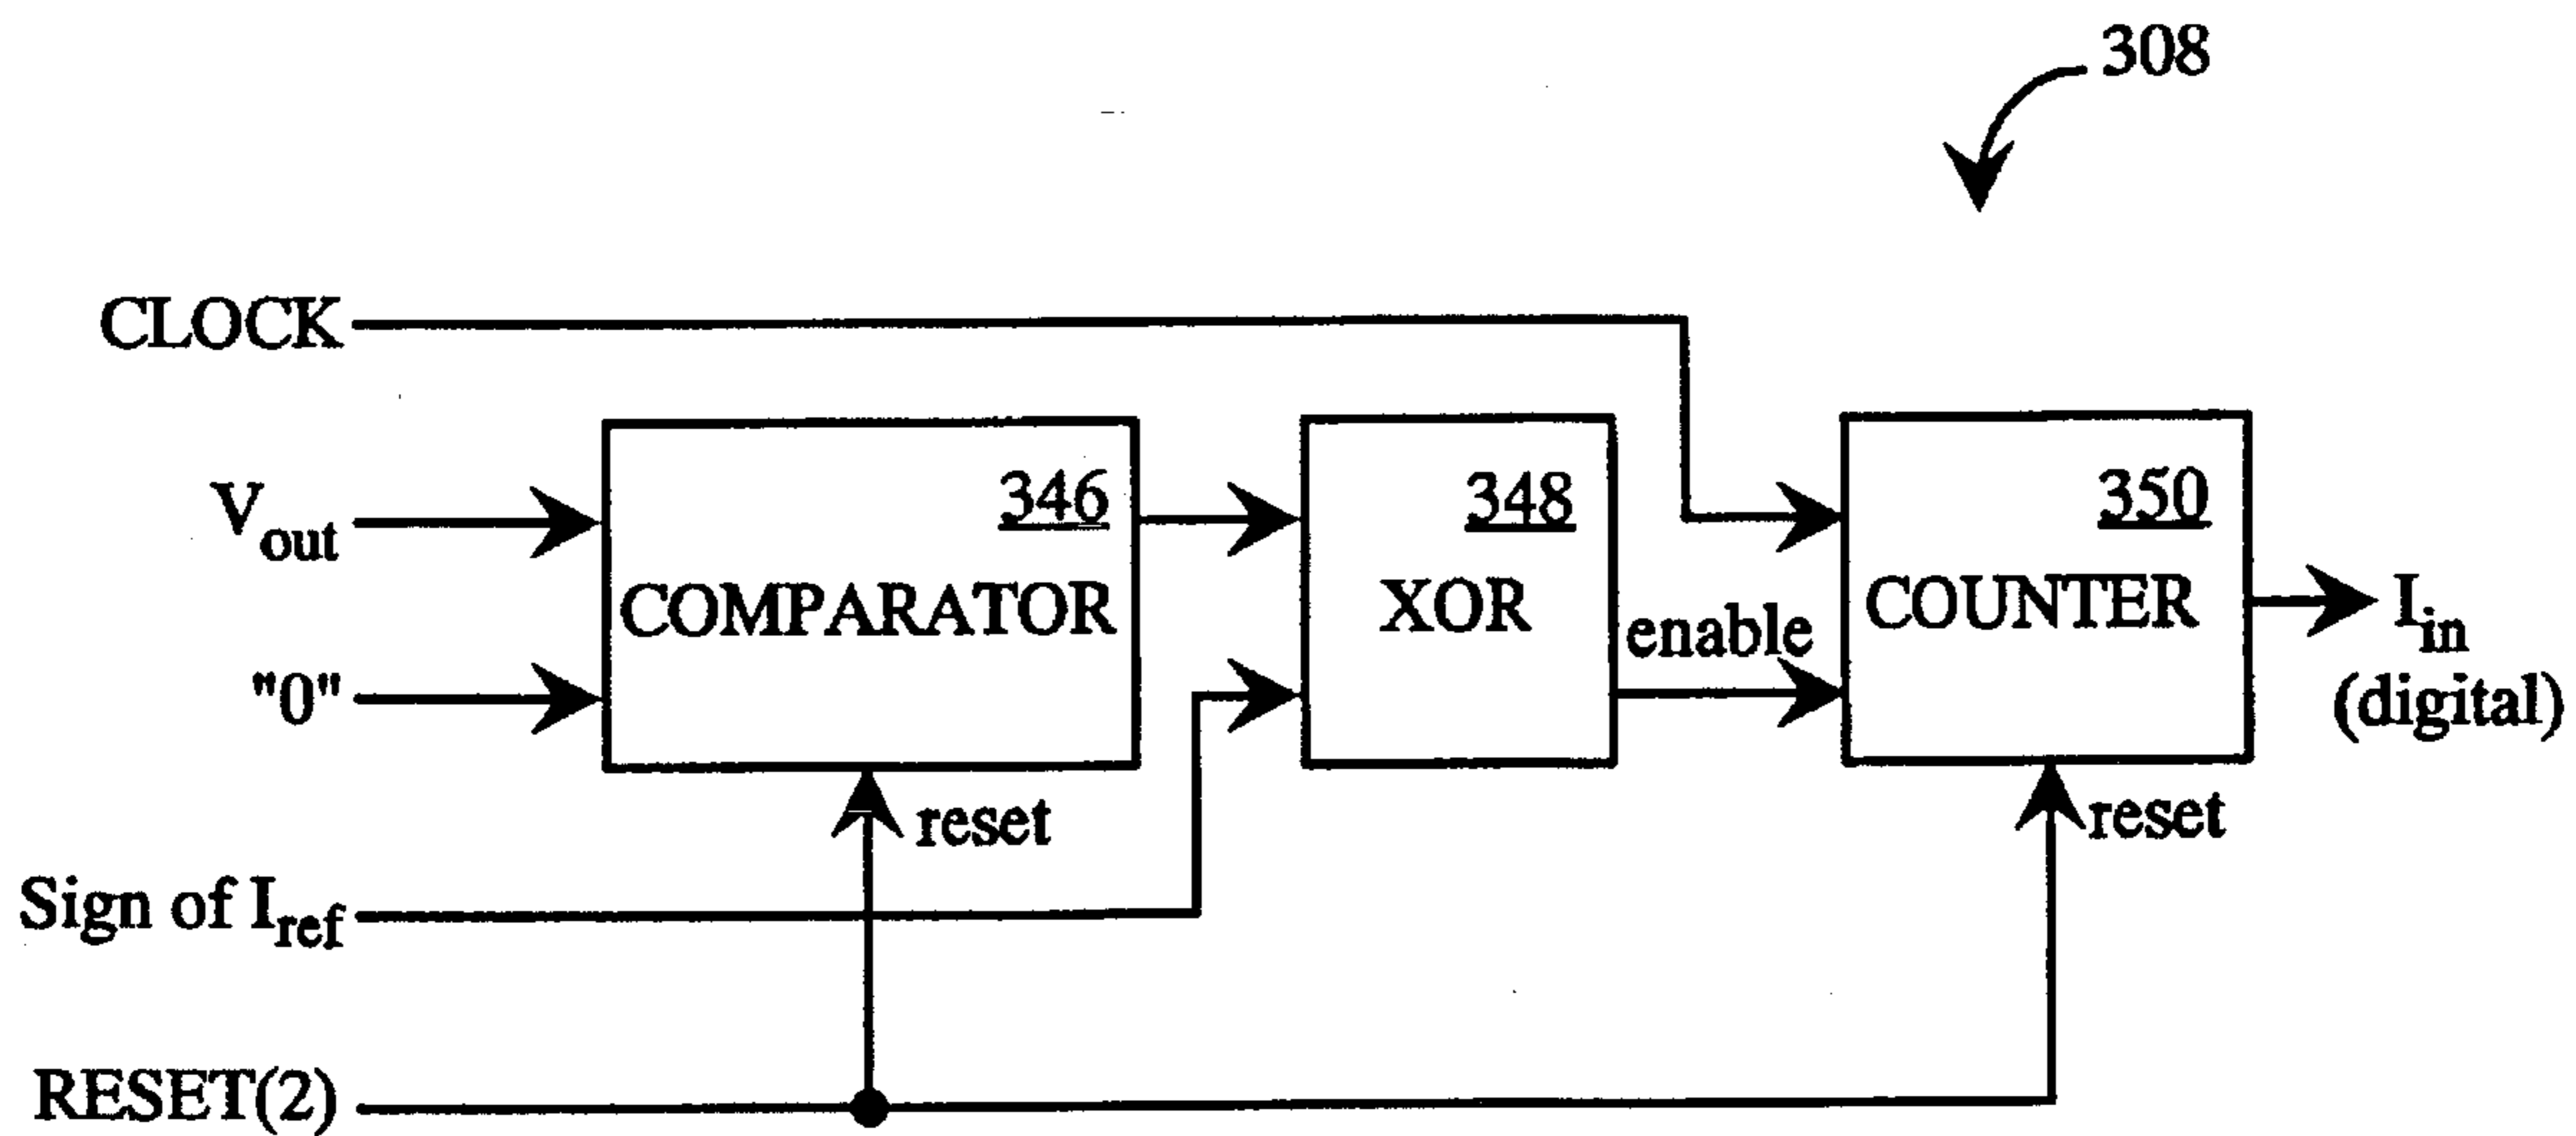 308
CLOCK
Vout
"0"
346
COMPARATOR
348
XOR
enable
350
COUNTER
Iin
(digital)
reset
reset
Sign of Iref
RESET(2)